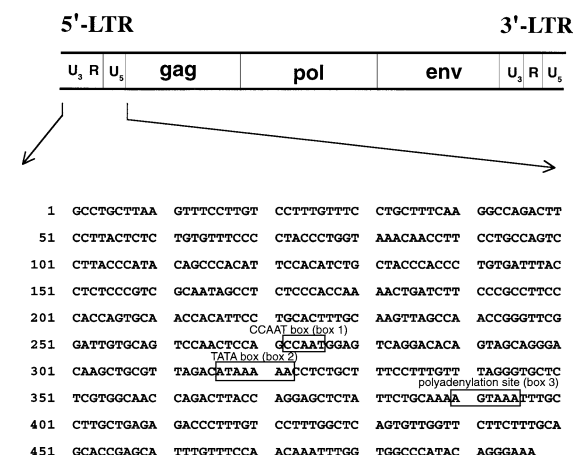 5'-LTR 3'-LTR
U3 R U5 gag pol env U3 R U5
1 GCCTGCTTAA GTTTCCTTGT CCTTTGTTTC CTGCTTTCAA GGCCAGACTT
51 CCTTACTCTC TGTGTTTCCC CTACCCTGGT AAACAACCTT CCTGCCAGTC
101 CTTACCCATA CAGCCCACAT TCCACATCTG CTACCCACCC TGTGATTTAC
151 CTCTCCCGTC GCAATAGCCT CTCCCACCAA AACTGATCTT CCCGCCTTCC
201 CACCAGTGCA ACCACATTCC TGCACTTTGC AAGTTAGCCA ACCGGGTTCG
CCAAT box (box 1)
251 GATTGTGCAG TCCAACTCCA GCCAATGGAG TCAGGACACG GTAGCAGGGA
TATA box (box 2)
301 CAAGCTGCGT TAGACATAAA AACCTCTGCT TTCCTTTGTT TAGGGTGCTC
polyadenylation site (box 3)
351 TCGTGGCAAC CAGACTTACC AGGAGCTCTA TTCTGCAAAA AGTAAATTTGC
401 CTTGCTGAGA GACCCTTTGT CCTTTGGCTC AGTGTTGGTT CTTCTTTGCA
451 GCACCGAGCA TTTGTTTCCA ACAAATTTGG TGGCCCATAC AGGGAAA